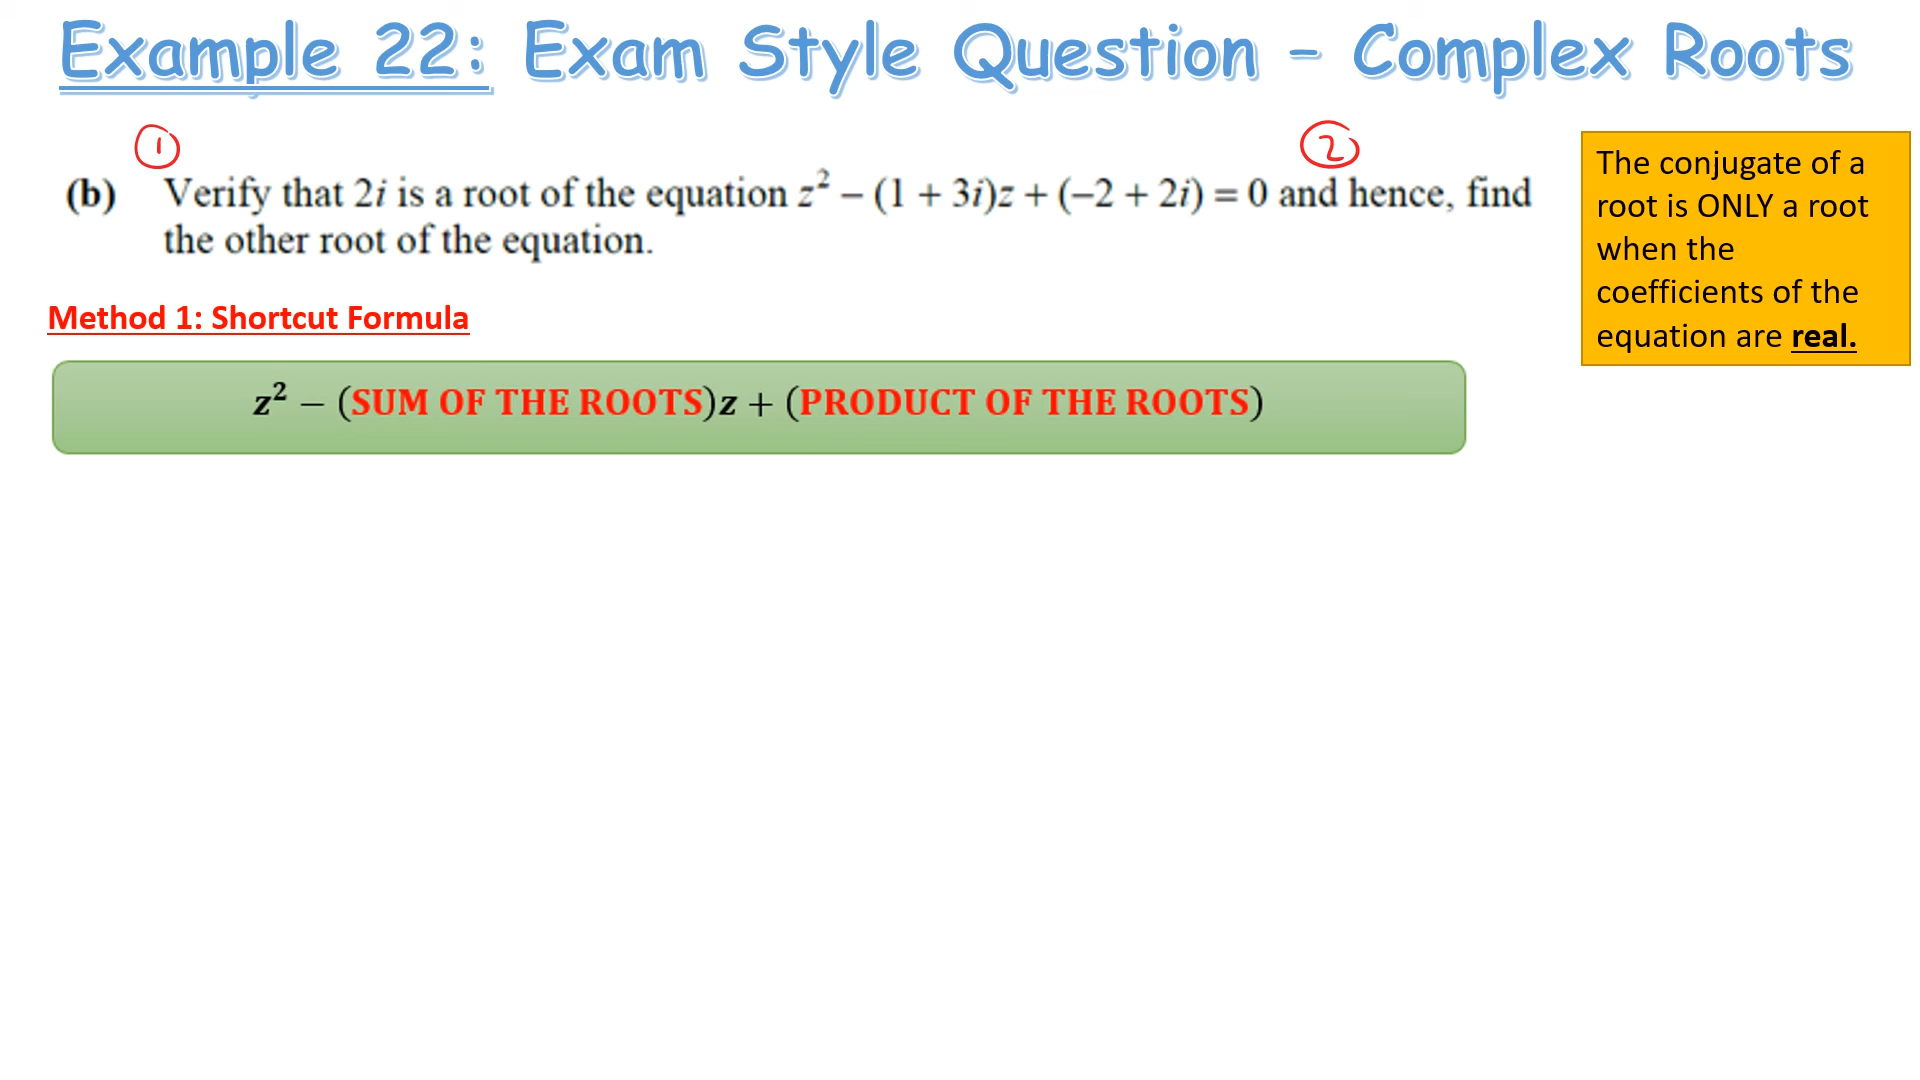 Example 22: Exam Style Question – Complex Roots
1
2
(b) Verify that 2i is a root of the equation z² – (1 + 3i)z + (–2 + 2i) = 0 and hence, find
the other root of the equation.
The conjugate of a
root is ONLY a root
when the
coefficients of the
equation are real.
Method 1: Shortcut Formula
z² − (SUM OF THE ROOTS)z + (PRODUCT OF THE ROOTS)